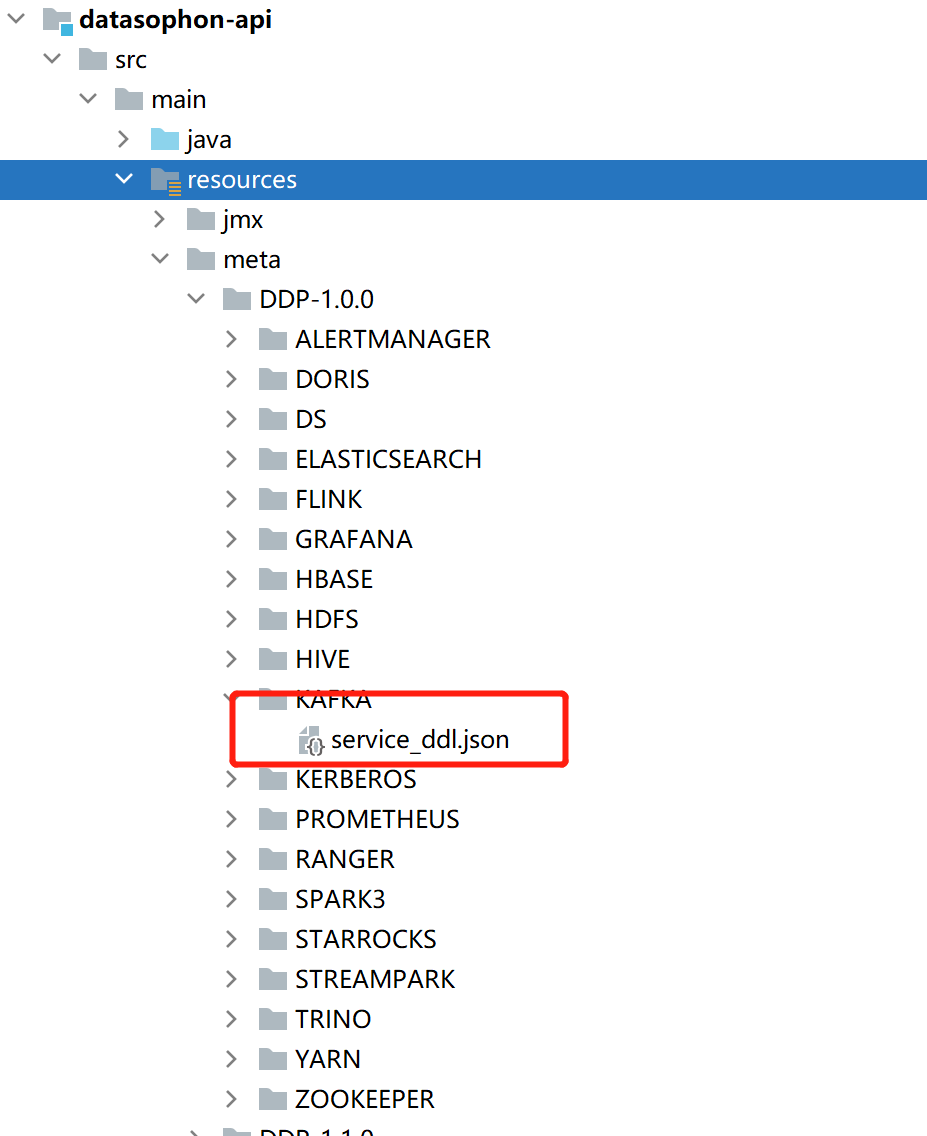 datasophon-api
src
main
java
resources
jmx
meta
DDP-1.0.0
ALERTMANAGER
DORIS
DS
ELASTICSEARCH
FLINK
GRAFANA
HBASE
HDFS
HIVE
KAFKA
service_ddl.json
KERBEROS
PROMETHEUS
RANGER
SPARK3
STARROCKS
STREAMPARK
TRINO
YARN
ZOOKEEPER
DDP-1.1.0